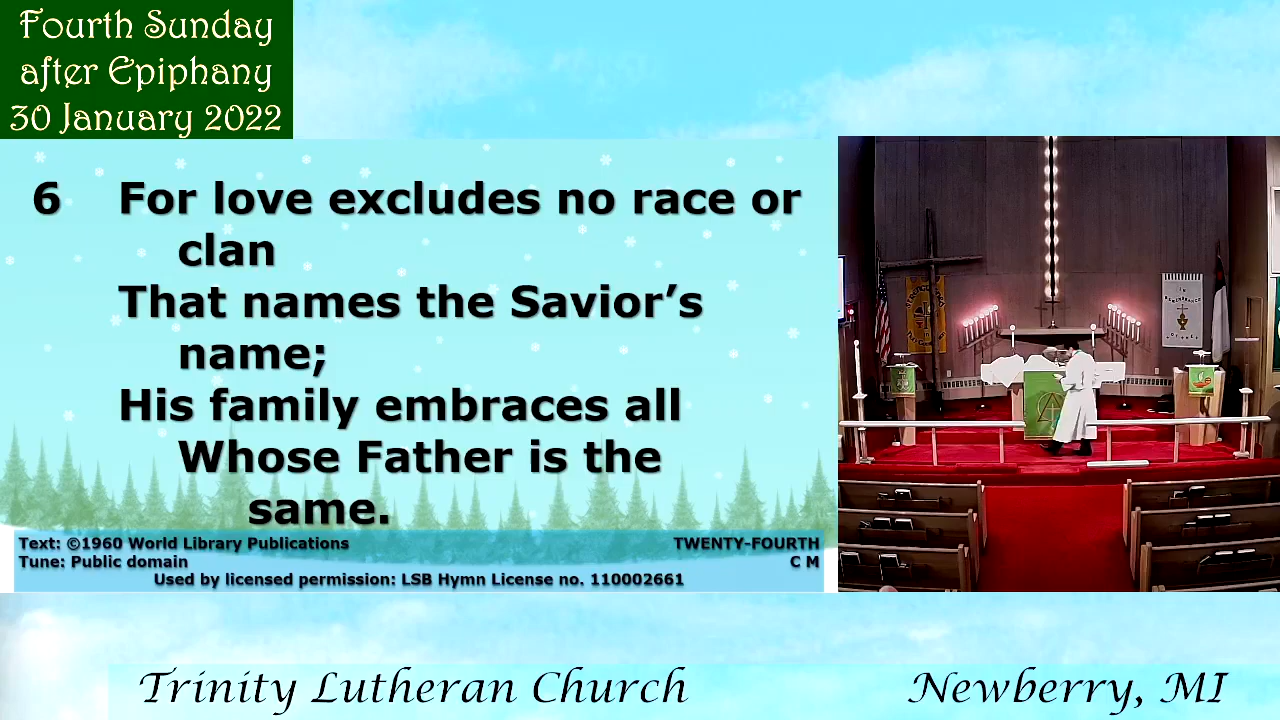 Fourth Sunday
after Epiphany
30 January 2022
6 For love excludes no race or
clan
That names the Savior’s
name;
His family embraces all
Whose Father is the
same.
Text: ©1960 World Library Publications TWENTY-FOURTH
Tune: Public domain C M
Used by licensed permission: LSB Hymn License no. 110002661
Trinity Lutheran Church Newberry, MI